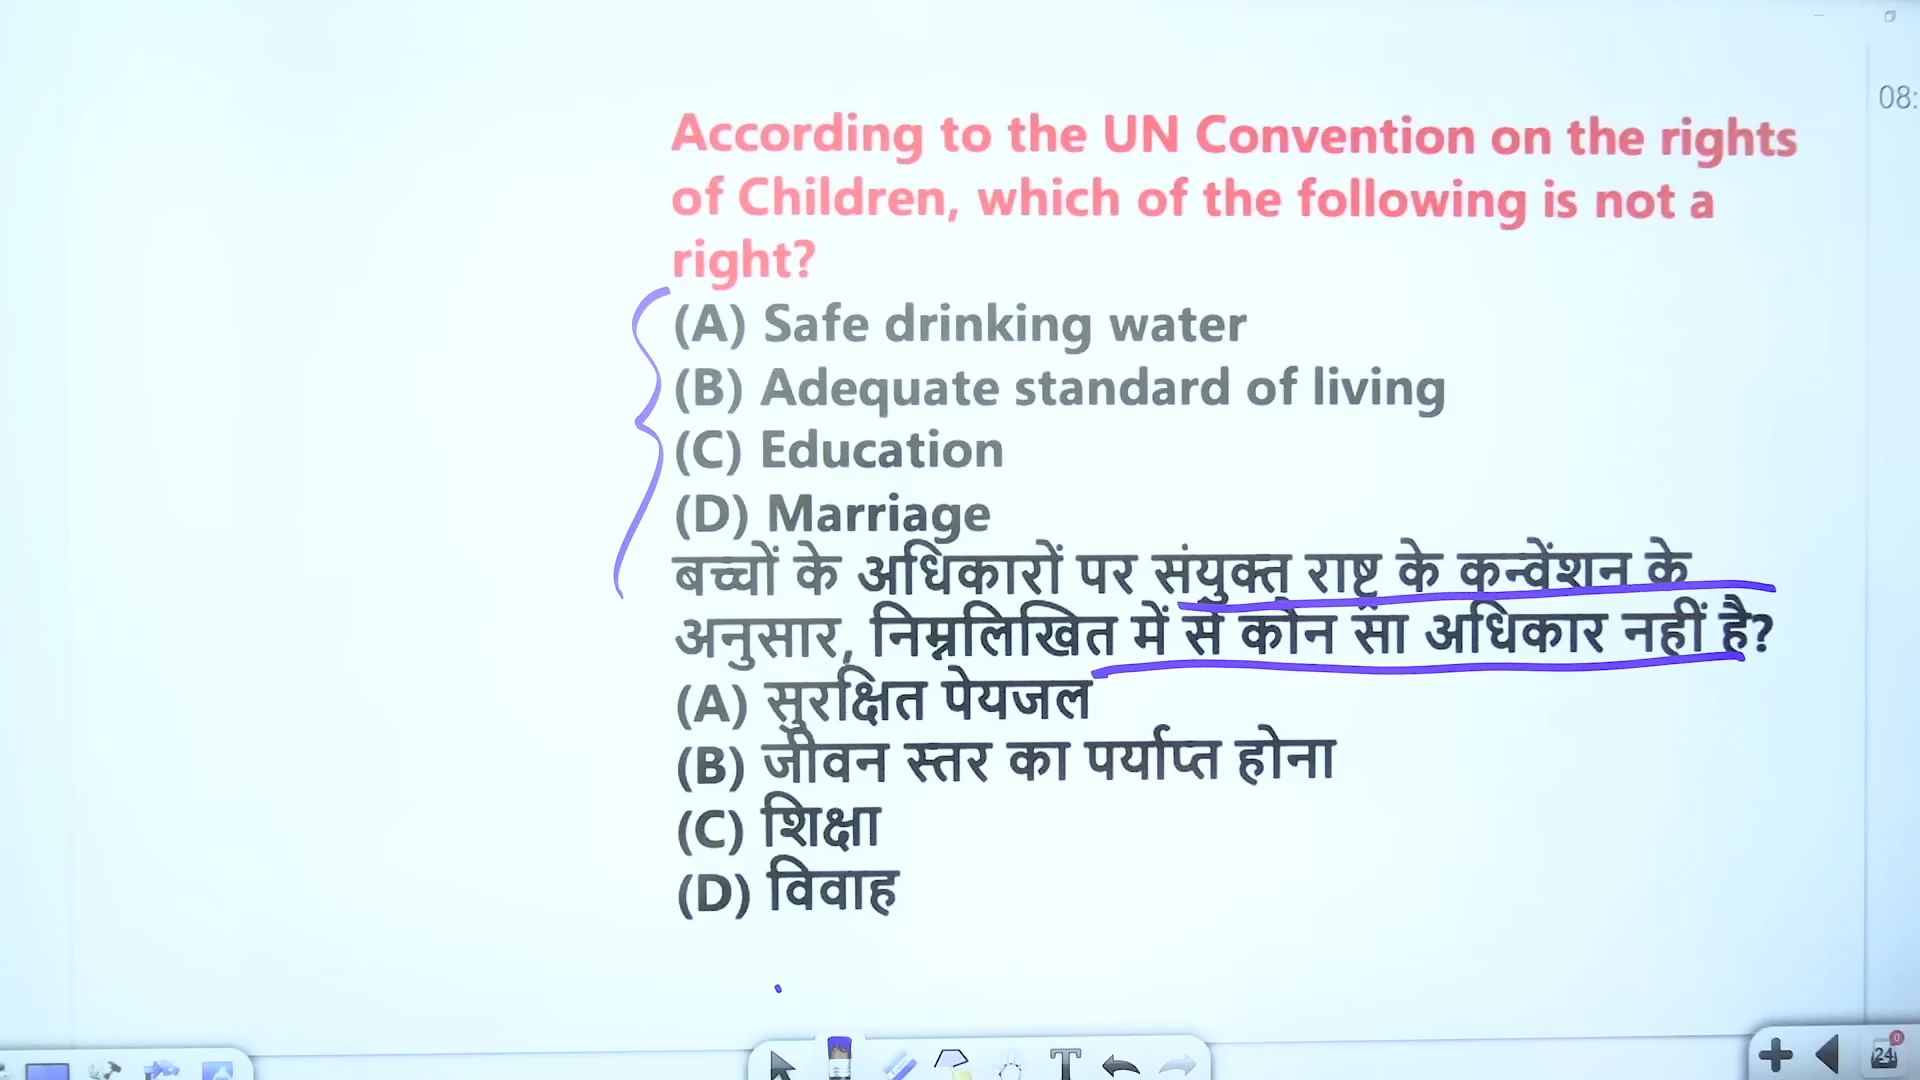 08:
According to the UN Convention on the rights
of Children, which of the following is not a
right?
(A) Safe drinking water
(B) Adequate standard of living
(C) Education
(D) Marriage
बच्चों के अधिकारों पर संयुक्त राष्ट्र के कन्वेंशन के
अनुसार, निम्नलिखित में से कौन सा अधिकार नहीं है?
(A) सुरक्षित पेयजल
(B) जीवन स्तर का पर्याप्त होना
(C) शिक्षा
(D) विवाह
T
24
0